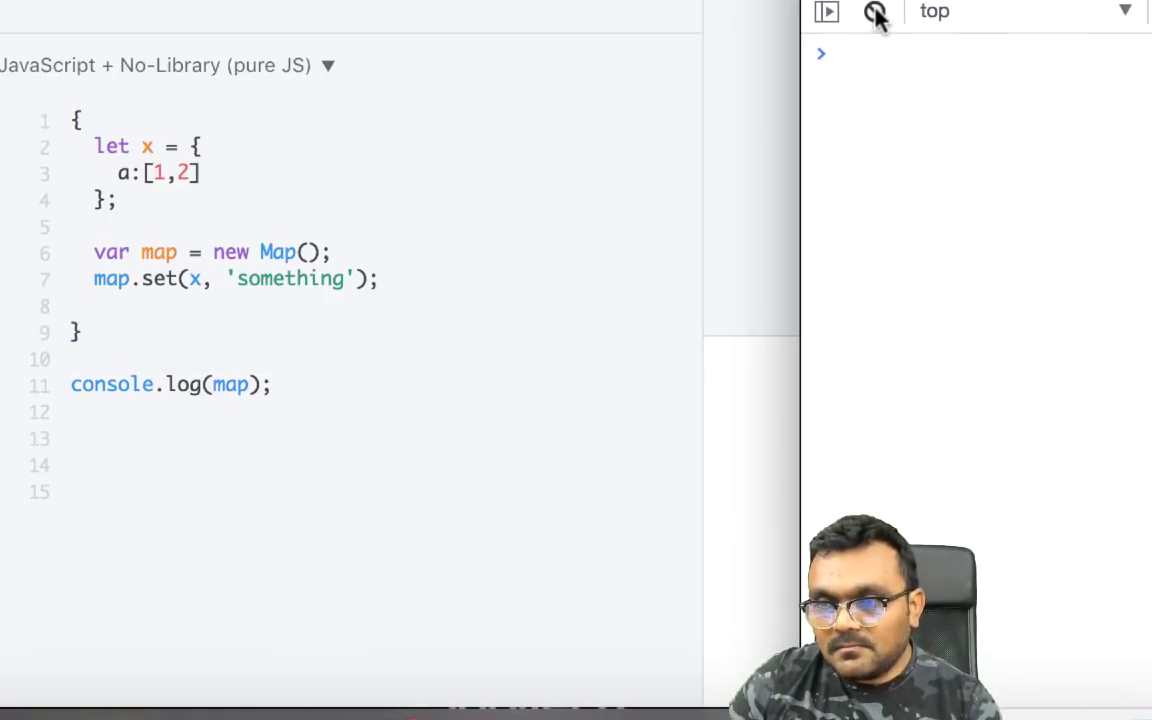 top
JavaScript + No-Library (pure JS) ▼
1 {
2 let x = {
3 a:[1,2]
4 };
5
6 var map = new Map();
7 map.set(x, 'something');
8
9 }
10
11 console.log(map);
12
13
14
15